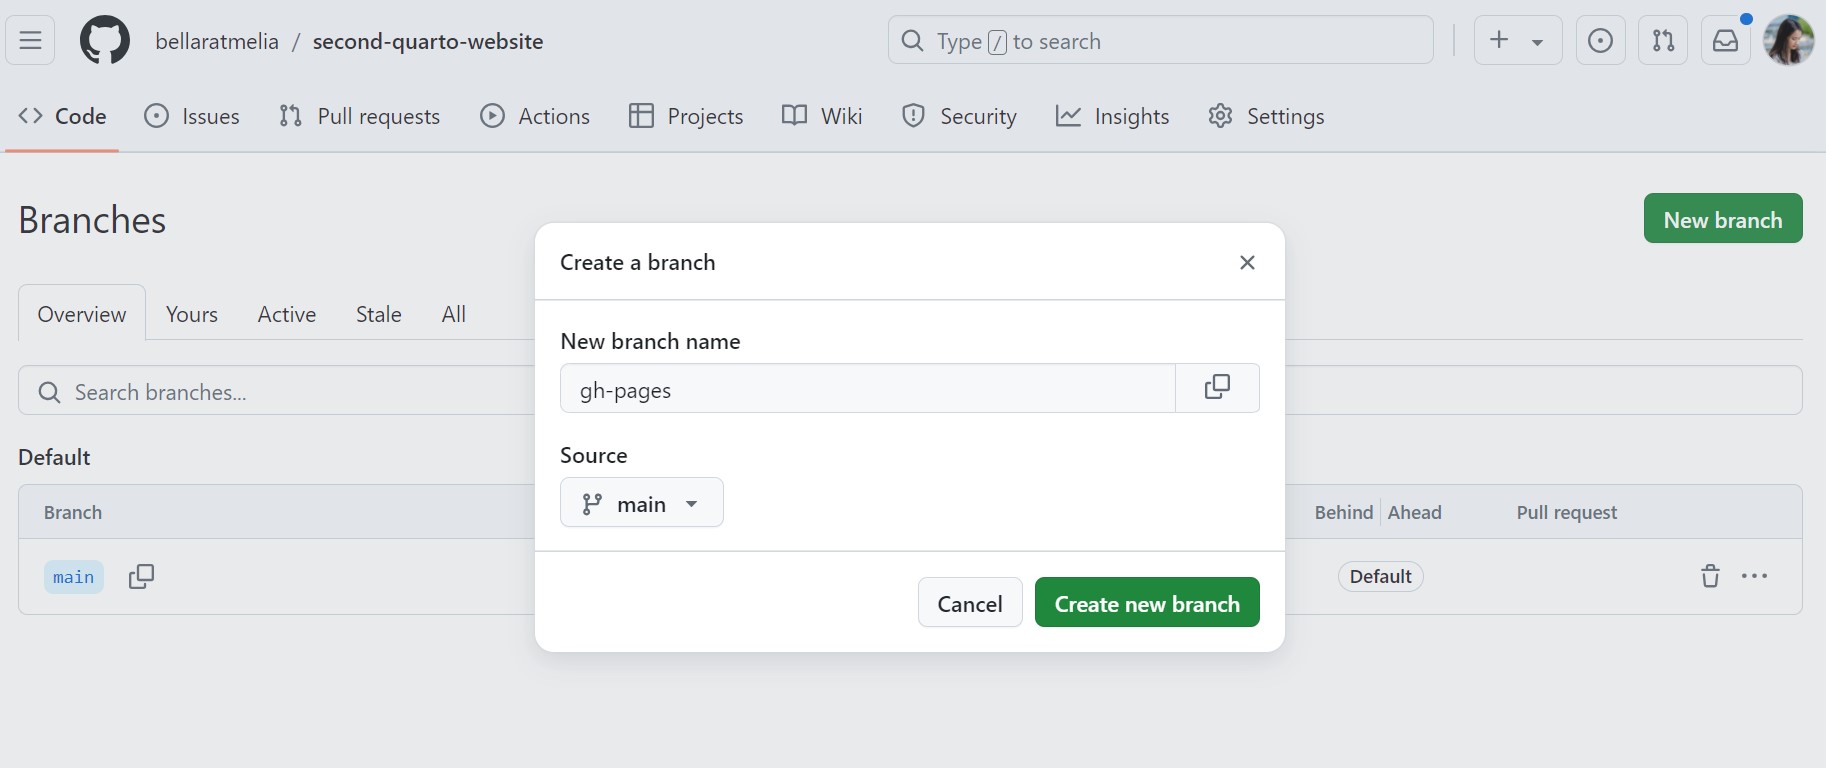 bellaratmelia / second-quarto-website
Type / to search
Code Issues Pull requests Actions Projects Wiki Security Insights Settings
Branches
New branch
Overview Yours Active Stale All
Search branches...
Default
Branch Behind Ahead Pull request
main Default
Create a branch
New branch name
gh-pages
Source
main
Cancel Create new branch